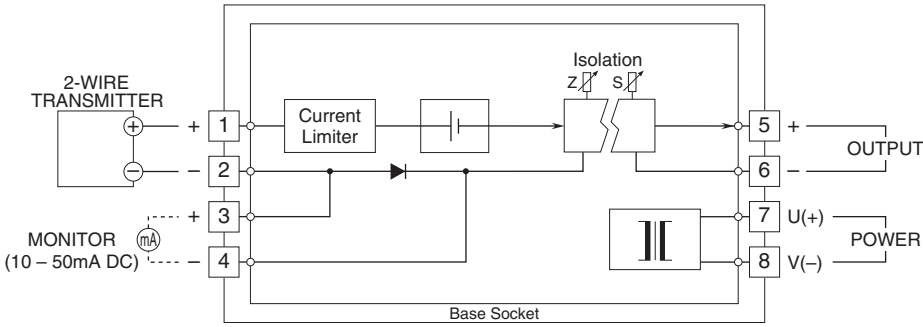 2-WIRE
TRANSMITTER
+
−
+ 1
− 2
+ 3
− 4
MONITOR
(10 – 50mA DC)
mA
Current
Limiter
Isolation
Z
S
5 +
6 −
OUTPUT
7 U(+)
8 V(–)
POWER
Base Socket